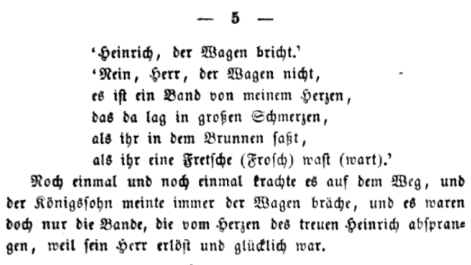 — 5 —
‘Heinrich, der Wagen bricht.’
‘Nein, Herr, der Wagen nicht,
es ist ein Band von meinem Herzen,
das da lag in großen Schmerzen,
als ihr in dem Brunnen saßt,
als ihr eine Fretsche (Frosch) wast (wart).’
Noch einmal und noch einmal krachte es auf dem Weg, und
der Königssohn meinte immer der Wagen bräche, und es waren
doch nur die Bande, die vom Herzen des treuen Heinrich abspran-
gen, weil sein Herr erlöst und glücklich war.